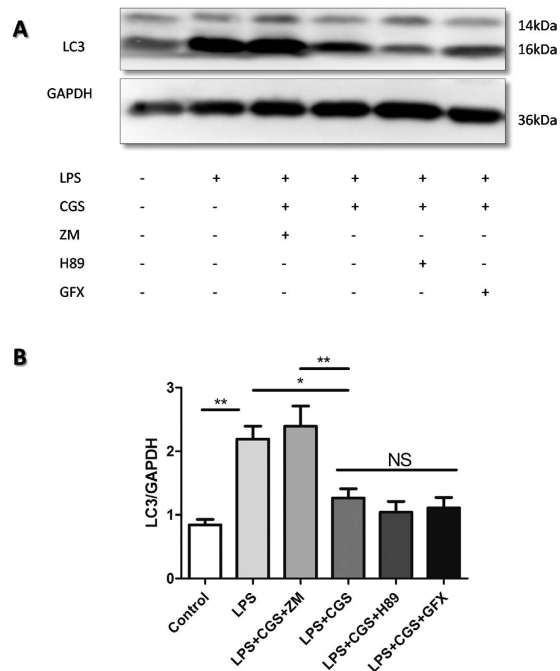 A
LC3
14kDa
16kDa
GAPDH
36kDa
LPS - + + + + +
CGS - - + + + +
ZM - - + - - -
H89 - - - - + -
GFX - - - - - +
B
LC3/GAPDH
3
2
1
0
** * ** NS
Control
LPS
LPS+CGS+ZM
LPS+CGS
LPS+CGS+H89
LPS+CGS+GFX